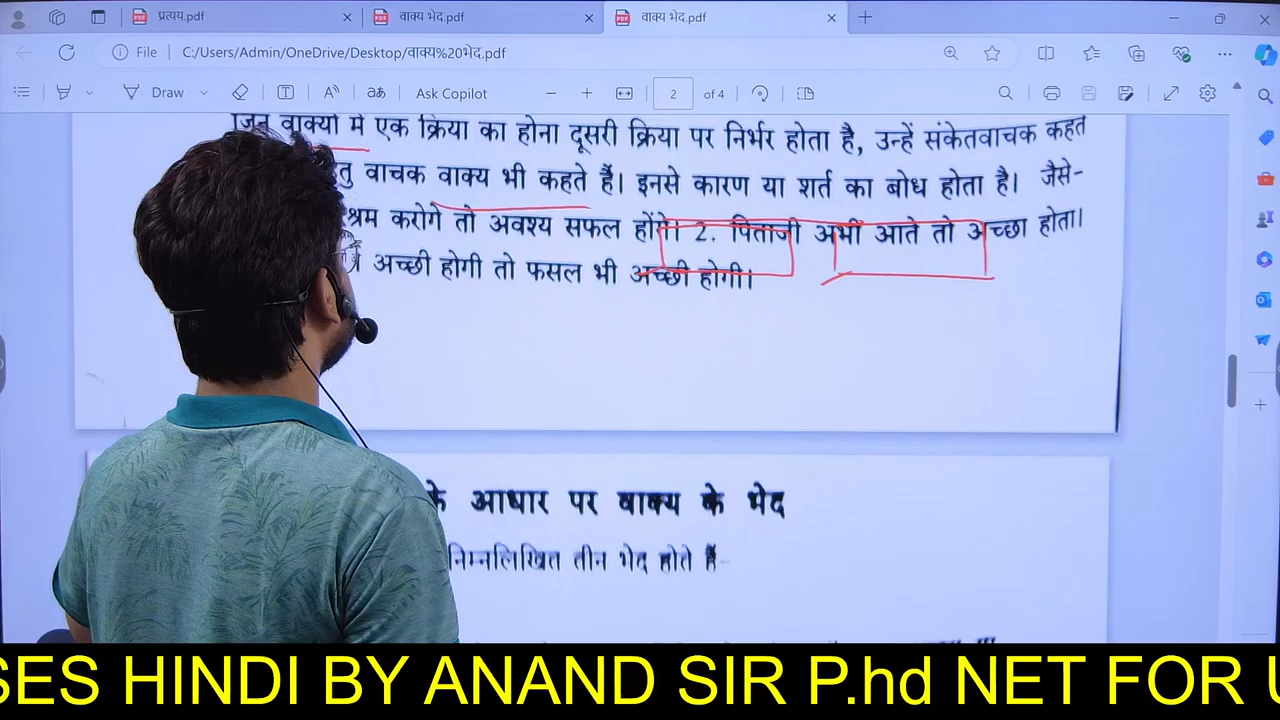 प्रत्यय.pdf
वाक्य भेद.pdf
वाक्य भेद.pdf
File C:/Users/Admin/OneDrive/Desktop/वाक्य%20भेद.pdf
Draw
Ask Copilot
2 of 4
जिन वाक्यों में एक क्रिया का होना दूसरी क्रिया पर निर्भर होता है, उन्हें संकेतवाचक कहते
वाचक वाक्य भी कहते हैं। इनसे कारण या शर्त का बोध होता है। जैसे-
श्रम करोगे तो अवश्य सफल होंगे। 2. पिताजी अभी आते तो अच्छा होता।
अच्छी होगी तो फसल भी अच्छी होगी।
के आधार पर वाक्य के भेद
निम्नलिखित तीन भेद होते हैं-
SES HINDI BY ANAND SIR P.hd NET FOR U